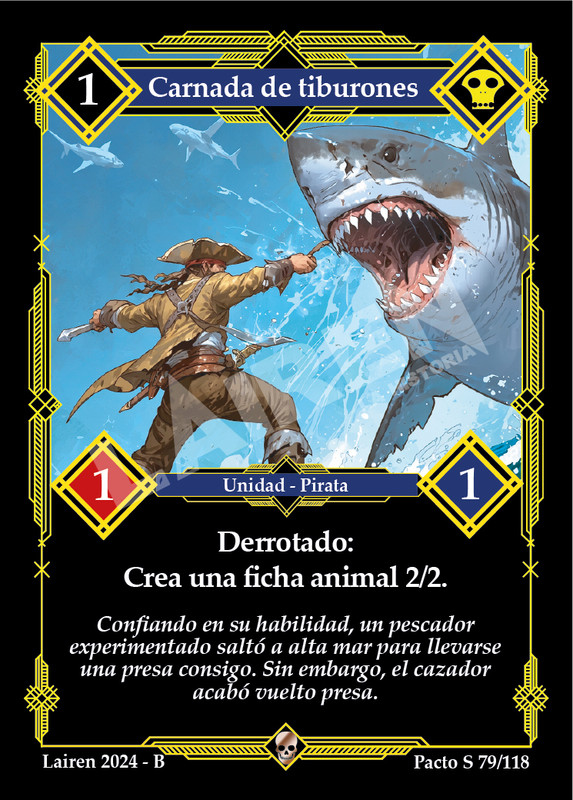 1
Carnada de tiburones
1
Unidad - Pirata
1
Derrotado:
Crea una ficha animal 2/2.
Confiando en su habilidad, un pescador
experimentado saltó a alta mar para llevarse
una presa consigo. Sin embargo, el cazador
acabó vuelto presa.
Lairen 2024 - B
Pacto S 79/118